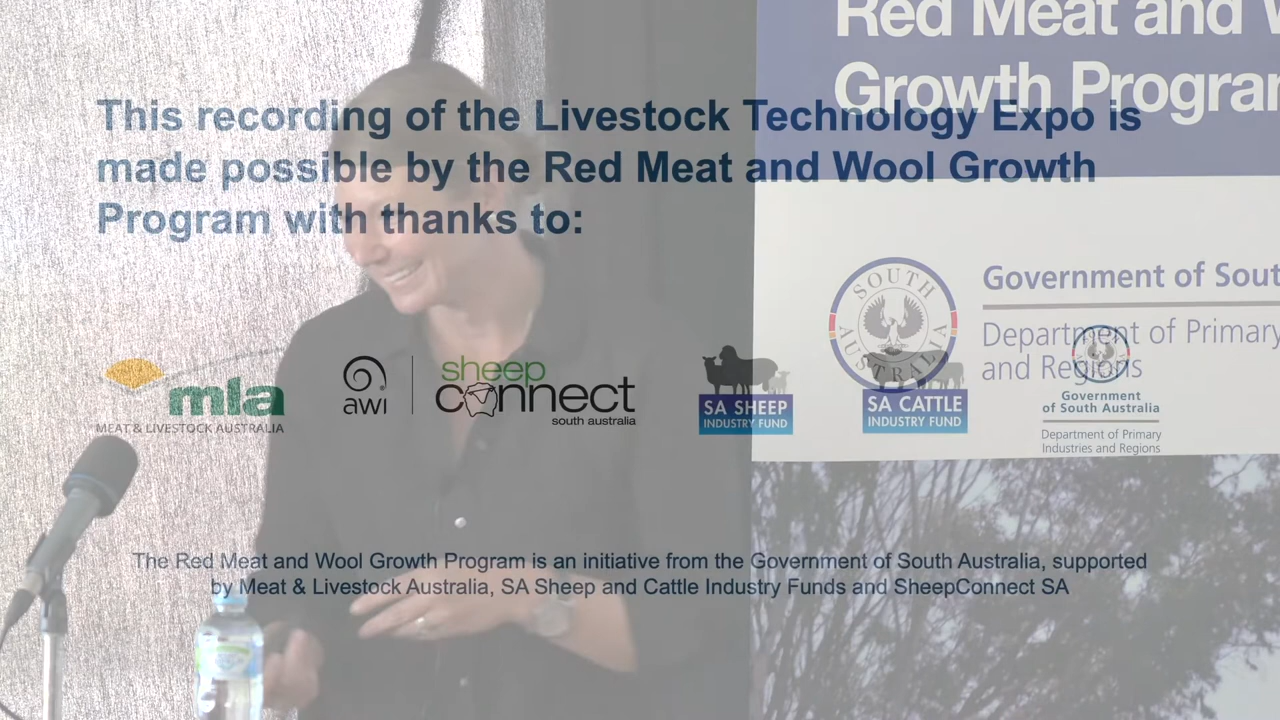 Red Meat and
Growth Progra
This recording of the Livestock Technology Expo is
made possible by the Red Meat and Wool Growth
Program with thanks to:
SOUTH AUSTRALIA
Government of Sout
Department of Primary
and Regions
mla
MEAT & LIVESTOCK AUSTRALIA
awi
sheep
connect
south australia
SA SHEEP
INDUSTRY FUND
SA CATTLE
INDUSTRY FUND
Government
of South Australia
Department of Primary
Industries and Regions
The Red Meat and Wool Growth Program is an initiative from the Government of South Australia, supported
by Meat & Livestock Australia, SA Sheep and Cattle Industry Funds and SheepConnect SA